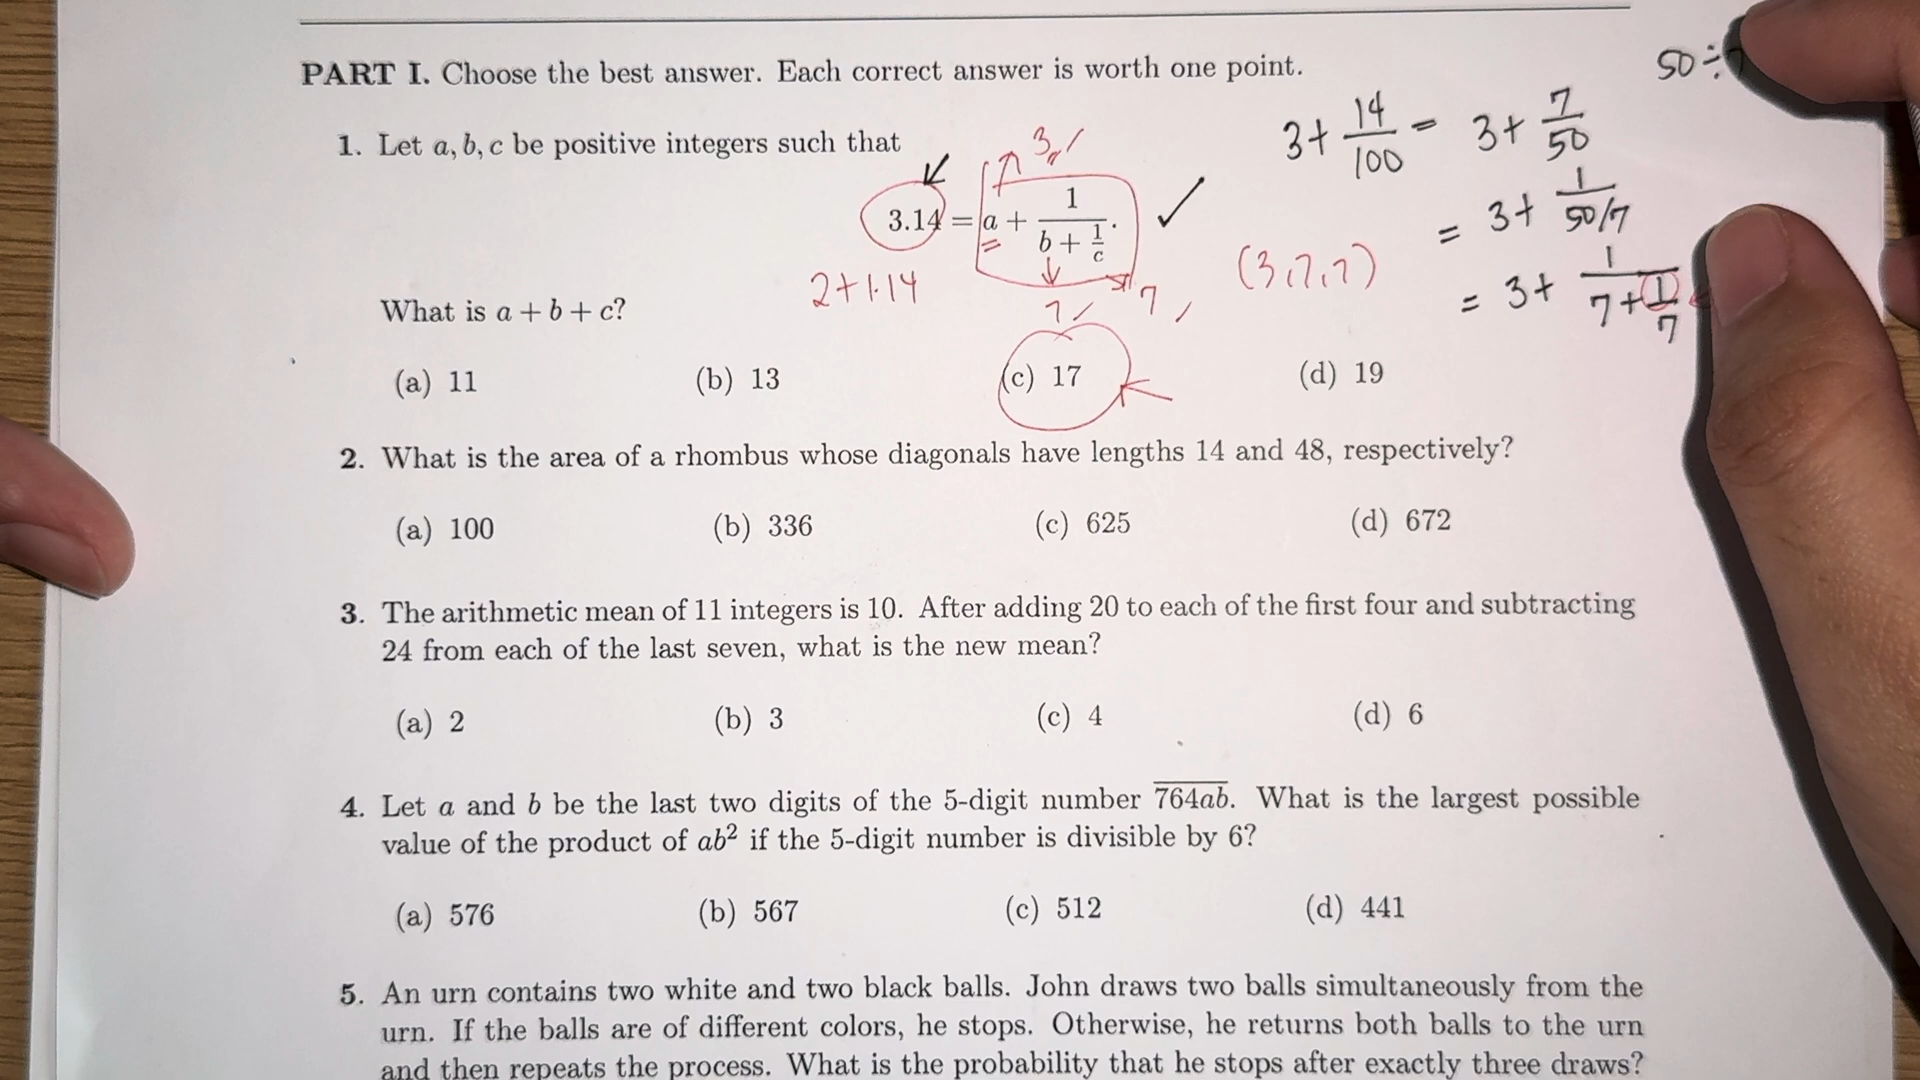 PART I. Choose the best answer. Each correct answer is worth one point.
50 ÷
1. Let a, b, c be positive integers such that
3.14 = a + 1/(b + 1/c).
3
7
7
2+1.14
(3,7,7)
3 + 14/100 = 3 + 7/50
= 3 + 1/(50/7)
= 3 + 1/(7 + 1/7)
What is a + b + c?
(a) 11 (b) 13 (c) 17 (d) 19
2. What is the area of a rhombus whose diagonals have lengths 14 and 48, respectively?
(a) 100 (b) 336 (c) 625 (d) 672
3. The arithmetic mean of 11 integers is 10. After adding 20 to each of the first four and subtracting
24 from each of the last seven, what is the new mean?
(a) 2 (b) 3 (c) 4 (d) 6
4. Let a and b be the last two digits of the 5-digit number 764ab. What is the largest possible
value of the product of ab² if the 5-digit number is divisible by 6?
(a) 576 (b) 567 (c) 512 (d) 441
5. An urn contains two white and two black balls. John draws two balls simultaneously from the
urn. If the balls are of different colors, he stops. Otherwise, he returns both balls to the urn
and then repeats the process. What is the probability that he stops after exactly three draws?